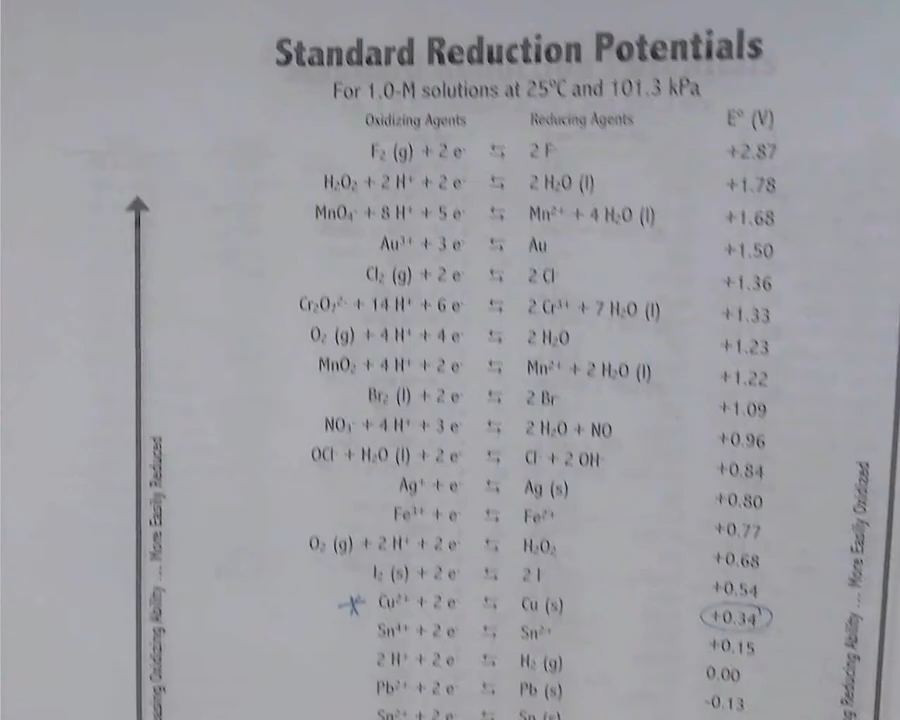 Standard Reduction Potentials
For 1.0-M solutions at 25°C and 101.3 kPa
Oxidizing Agents Reducing Agents E° (V)
F₂ (g) + 2 e⁻ ⇆ 2 F⁻ +2.87
H₂O₂ + 2 H⁺ + 2 e⁻ ⇆ 2 H₂O (l) +1.78
MnO₄⁻ + 8 H⁺ + 5 e⁻ ⇆ Mn²⁺ + 4 H₂O (l) +1.68
Au³⁺ + 3 e⁻ ⇆ Au +1.50
Cl₂ (g) + 2 e⁻ ⇆ 2 Cl⁻ +1.36
Cr₂O₇²⁻ + 14 H⁺ + 6 e⁻ ⇆ 2 Cr³⁺ + 7 H₂O (l) +1.33
O₂ (g) + 4 H⁺ + 4 e⁻ ⇆ 2 H₂O +1.23
MnO₂ + 4 H⁺ + 2 e⁻ ⇆ Mn²⁺ + 2 H₂O (l) +1.22
Br₂ (l) + 2 e⁻ ⇆ 2 Br⁻ +1.09
NO₃⁻ + 4 H⁺ + 3 e⁻ ⇆ 2 H₂O + NO +0.96
OCl⁻ + H₂O (l) + 2 e⁻ ⇆ Cl⁻ + 2 OH⁻ +0.84
Ag⁺ + e⁻ ⇆ Ag (s) +0.80
Fe³⁺ + e⁻ ⇆ Fe²⁺ +0.77
O₂ (g) + 2 H⁺ + 2 e⁻ ⇆ H₂O₂ +0.68
I₂ (s) + 2 e⁻ ⇆ 2 I⁻ +0.54
Cu²⁺ + 2 e⁻ ⇆ Cu (s) +0.34
Sn⁴⁺ + 2 e⁻ ⇆ Sn²⁺ +0.15
2 H⁺ + 2 e⁻ ⇆ H₂ (g) 0.00
Pb²⁺ + 2 e⁻ ⇆ Pb (s) -0.13
Sn²⁺ + 2 e⁻ ⇆ Sn (s)
Oxidizing Ability ... More Easily Reduced
Reducing Ability ... More Easily Oxidized